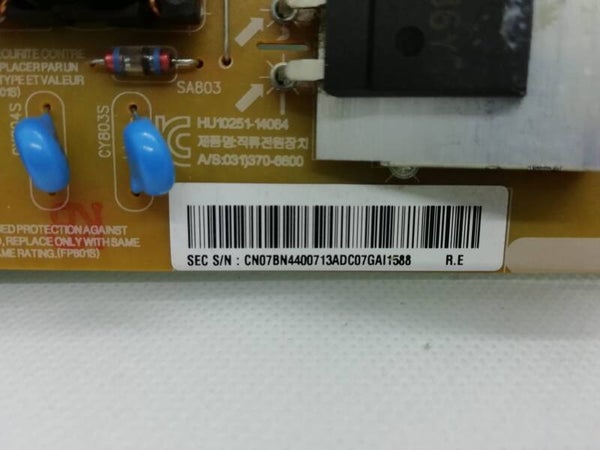 SECURITE CONTRE
PLACER PAR UN
TYPE ET VALEUR
SA803
CY804S
CY803S
HU10251-14064
제품명:직류전원장치
A/S:031)370-6600
ED PROTECTION AGAINST
D, REPLACE ONLY WITH SAME
AME RATING.(FP801S)
SEC S/N : CN07BN4400713ADC07GAI1588 R.E